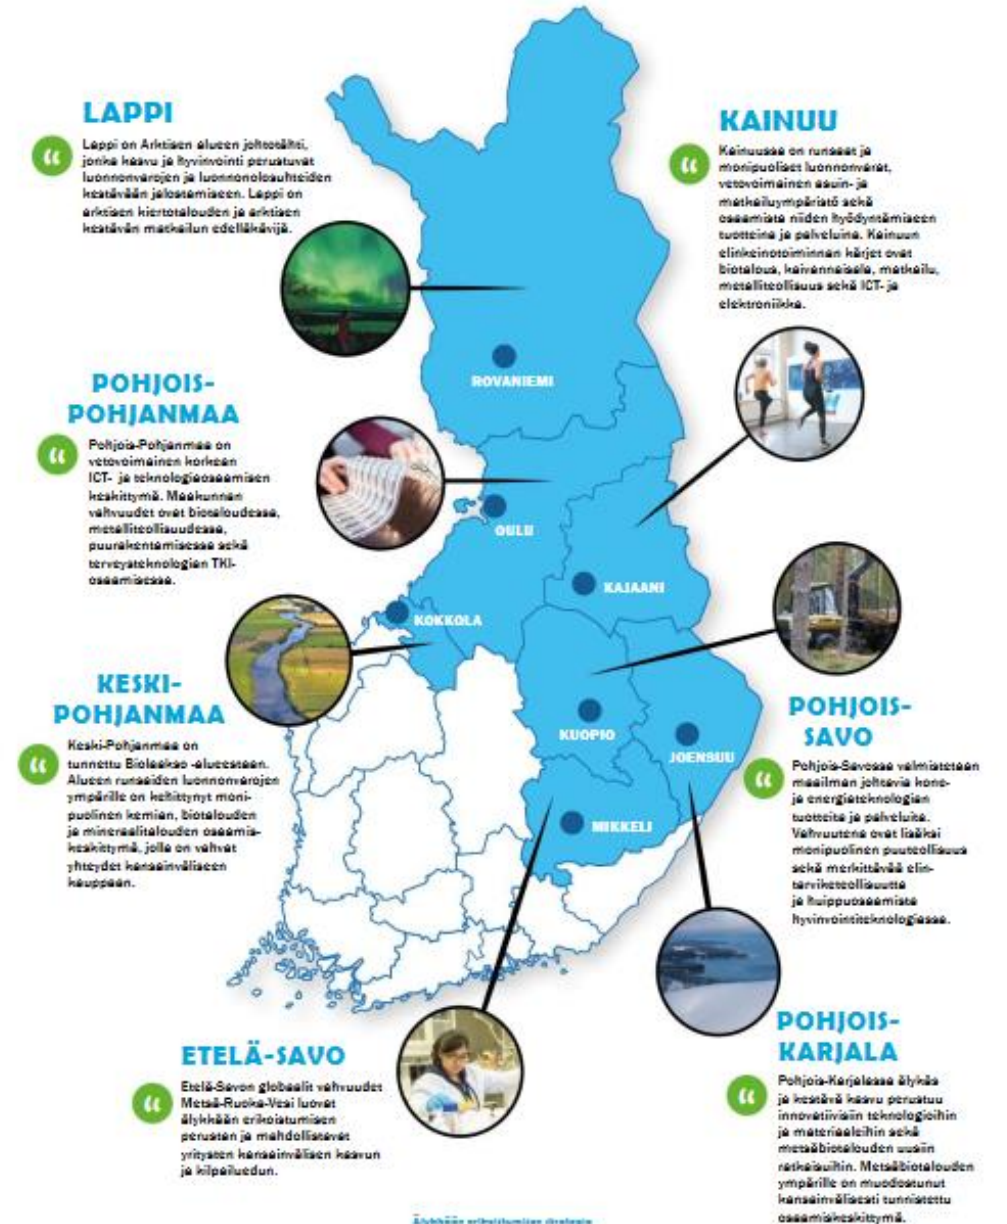 LAPPI
Lappi on Arktisen alueen johtotähti,
jonka kasvu ja hyvinvointi perustuvat
luonnonvarojen ja luonnonolosuhteiden
kestävään jalostamiseen. Lappi on
arktisen kiertotalouden ja arktisen
kestävän matkailun edelläkävijä.
KAINUU
Kainuussa on runsaat ja
monipuoliset luonnonvarat,
vetovoimainen asuin- ja
matkailuympäristö sekä
osaamista niiden hyödyntämiseen
tuotteina ja palveluina. Kainuun
elinkeinotoiminnan kärjet ovat
biotalous, kaivannaisala, matkailu,
metalliteollisuus sekä ICT- ja
elektroniikka.
ROVANIEMI
POHJOIS-
POHJANMAA
Pohjois-Pohjanmaa on
vetovoimainen korkean
ICT- ja teknologiaosaamisen
keskittymä. Maakunnan
vahvuudet ovat biotaloudessa,
metalliteollisuudessa,
puurakentamisessa sekä
terveysteknologian TKI-
osaamisessa.
OULU
KAJAANI
KOKKOLA
KESKI-
POHJANMAA
Keski-Pohjanmaa on
tunnettu Biolaakso -alueestaan.
Alueen runsaiden luonnonvarojen
ympärille on kehittynyt moni-
puolinen kemian, biotalouden
ja mineraalitalouden osaamis-
keskittymä, jolla on vahvat
yhteydet kansainväliseen
kauppaan.
KUOPIO
JOENSUU
MIKKELI
POHJOIS-
SAVO
Pohjois-Savossa valmistetaan
maailman johtavia kone-
ja energiateknologian
tuotteita ja palveluita.
Vahvuutena ovat lisäksi
monipuolinen puuteollisuus
sekä merkittävää elin-
tarviketeollisuutta
ja huippuosaamista
hyvinvointiteknologiassa.
ETELÄ-SAVO
Etelä-Savon globaalit vahvuudet
Metsä-Ruoka-Vesi luovat
älykkään erikoistumisen
perustan ja mahdollistavat
yritysten kansainvälisen kasvun
ja kilpailuedun.
POHJOIS-
KARJALA
Pohjois-Karjalassa älykäs
ja kestävä kasvu perustuu
innovatiivisiin teknologioihin
ja materiaaleihin sekä
metsäbiotalouden uusiin
ratkaisuihin. Metsäbiotalouden
ympärille on muodostunut
kansainvälisesti tunnistettu
osaamiskeskittymä.